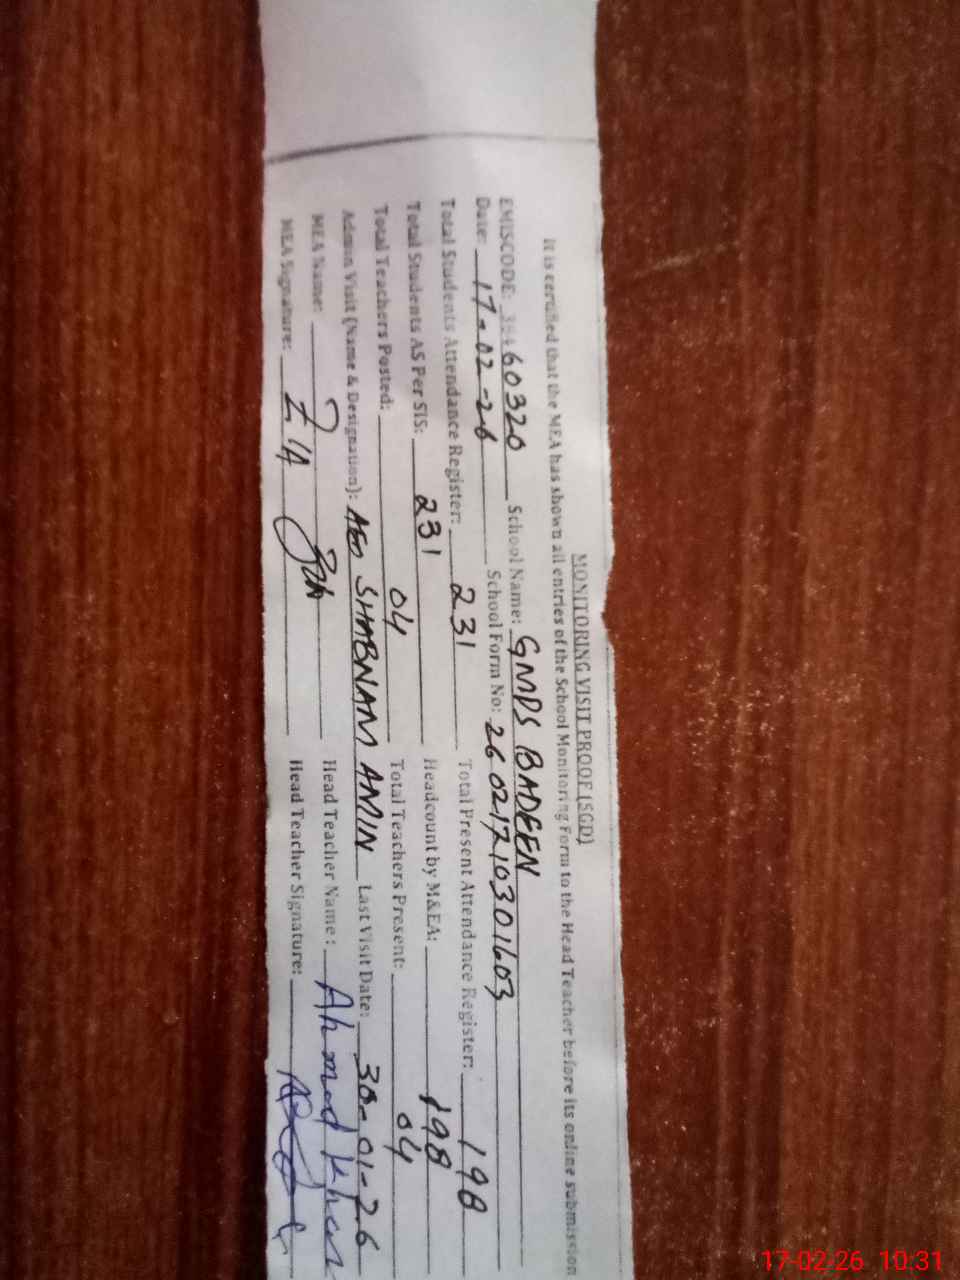 MONITORING VISIT PROOF (SGD)
It is certified that the MEA has shown all entries of the School Monitoring Form to the Head Teacher before its online submission
EMISCODE: 38460320 School Name: GMPS BADEEN
Date: 17-02-26 School Form No: 26021710301603
Total Students Attendance Register: 231 Total Present Attendance Register: 198
Total Students AS Per SIS: 231 Headcount by M&EA: 198
Total Teachers Posted: 04 Total Teachers Present: 04
Admin Visit (Name & Designation): AEO SHABNAM AMIN Last Visit Date: 30-01-26
MEA Name: Head Teacher Name: Ahmad Khan
MEA Signature: ZIA Head Teacher Signature:
17-02-26 10:31